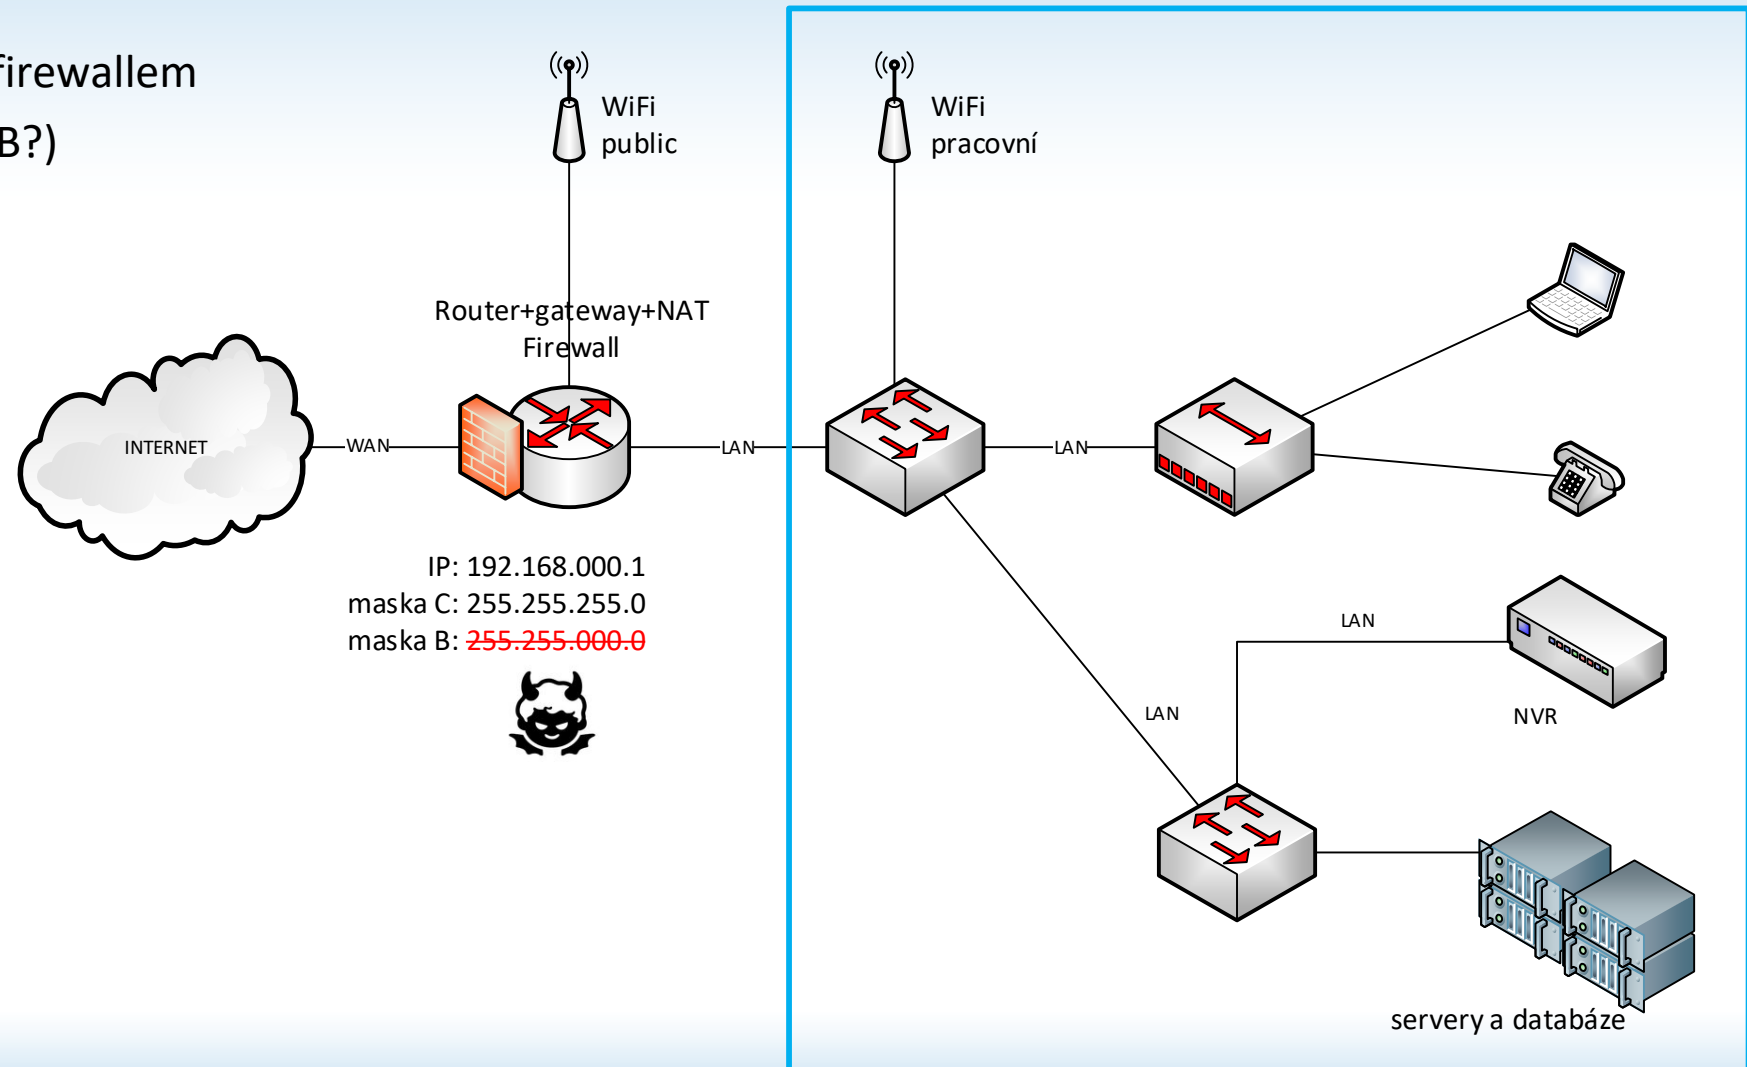 firewallem
B?)
WiFi
public
WiFi
pracovní
Router+gateway+NAT
Firewall
INTERNET
WAN
LAN
LAN
IP: 192.168.000.1
maska C: 255.255.255.0
maska B: 255.255.000.0
LAN
LAN
NVR
servery a databáze